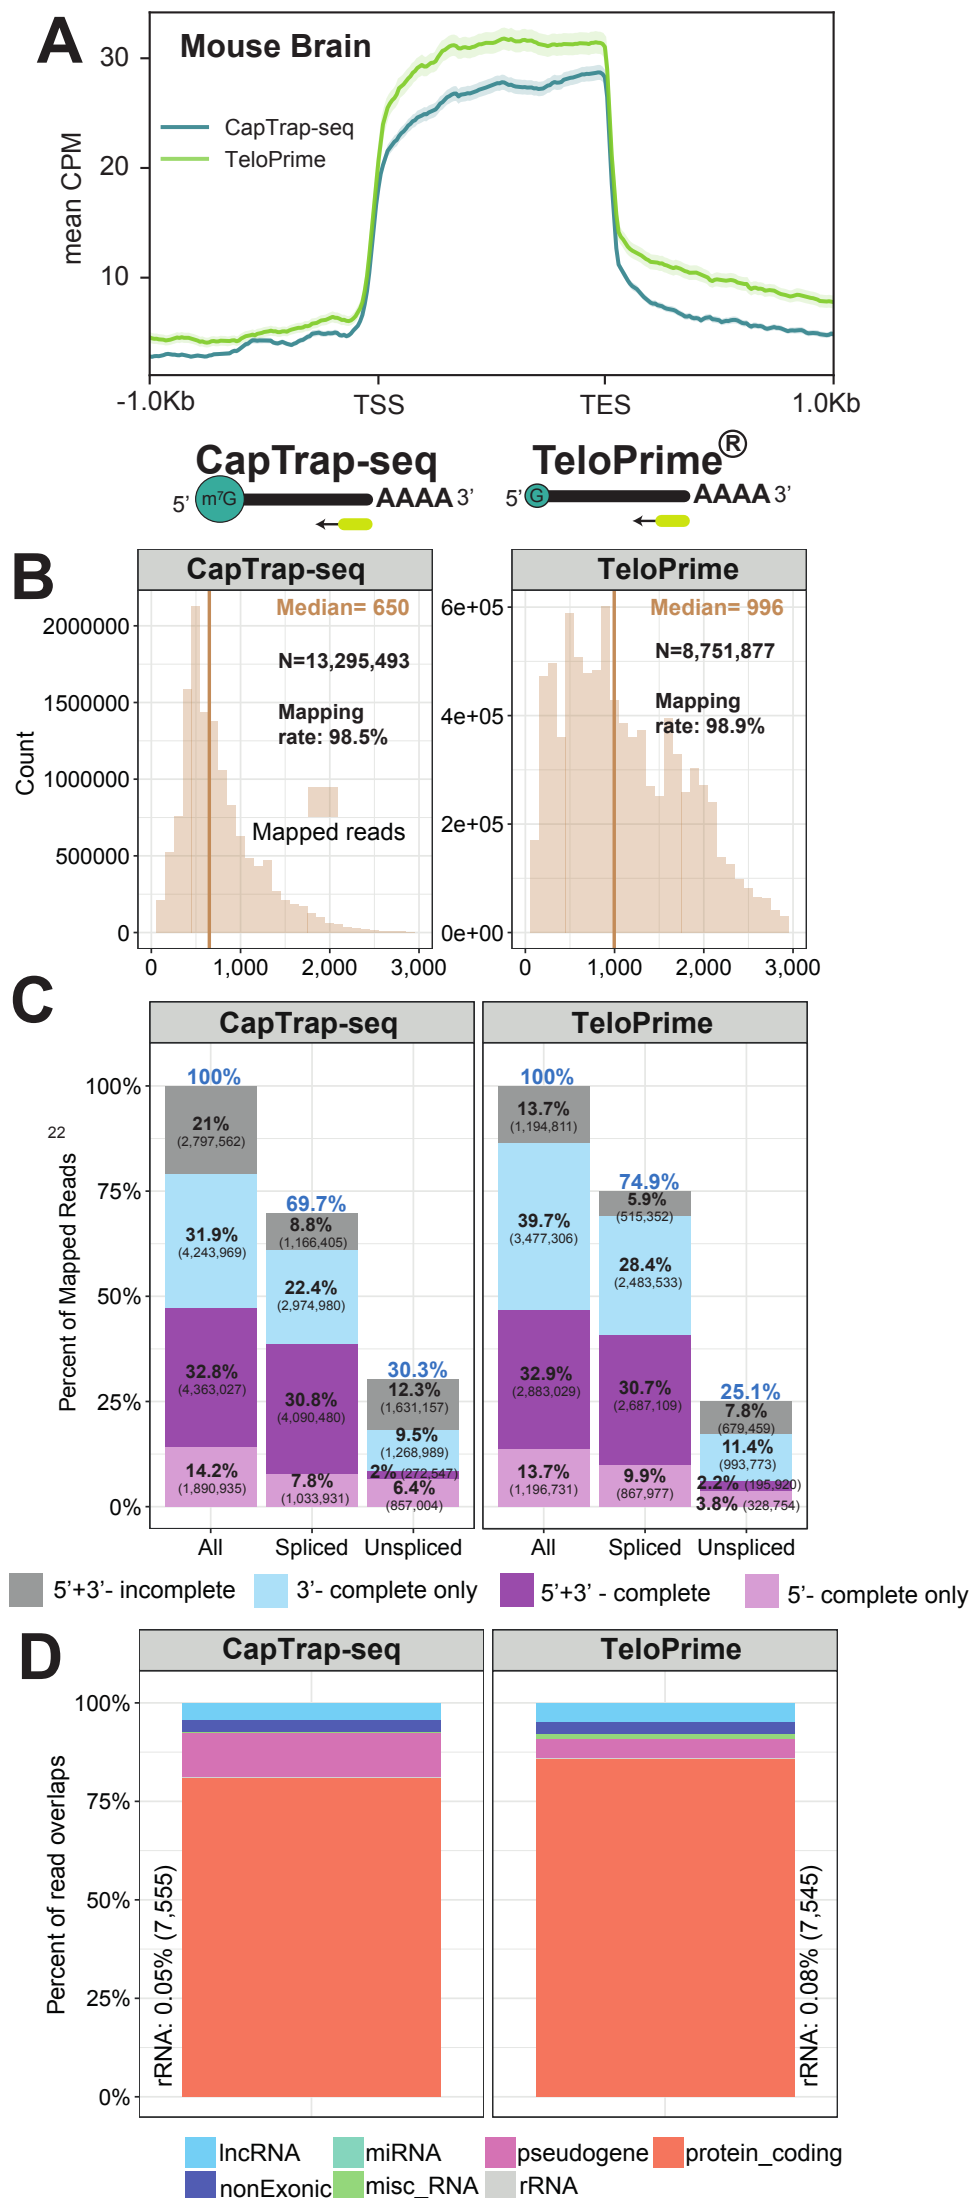 A
Mouse Brain
CapTrap-seq
TeloPrime
mean CPM
30
20
10
-1.0Kb
TSS
TES
1.0Kb
CapTrap-seq
TeloPrime®
5’ m⁷G AAAA 3’
5’ G AAAA 3’
B
CapTrap-seq
TeloPrime
Count
2000000
1500000
1000000
500000
0
Median= 650
N=13,295,493
Mapping
rate: 98.5%
Mapped reads
0
1,000
2,000
3,000
6e+05
4e+05
2e+05
0e+00
Median= 996
N=8,751,877
Mapping
rate: 98.9%
0
1,000
2,000
3,000
C
CapTrap-seq
TeloPrime
22
Percent of Mapped Reads
100%
75%
50%
25%
0%
100%
21%
(2,797,562)
31.9%
(4,243,969)
32.8%
(4,363,027)
14.2%
(1,890,935)
69.7%
8.8%
(1,166,405)
22.4%
(2,974,980)
30.8%
(4,090,480)
7.8%
(1,033,931)
30.3%
12.3%
(1,631,157)
9.5%
(1,268,989)
2% (272,547)
6.4%
(857,004)
All
Spliced
Unspliced
100%
13.7%
(1,194,811)
39.7%
(3,477,306)
32.9%
(2,883,029)
13.7%
(1,196,731)
74.9%
5.9%
(515,352)
28.4%
(2,483,533)
30.7%
(2,687,109)
9.9%
(867,977)
25.1%
7.8%
(679,459)
11.4%
(993,773)
2.2% (195,920)
3.8% (328,754)
All
Spliced
Unspliced
5’+3’- incomplete
3’- complete only
5’+3’ - complete
5’- complete only
D
CapTrap-seq
TeloPrime
Percent of read overlaps
100%
75%
50%
25%
0%
rRNA: 0.05% (7,555)
rRNA: 0.08% (7,545)
lncRNA
miRNA
pseudogene
protein_coding
nonExonic
misc_RNA
rRNA